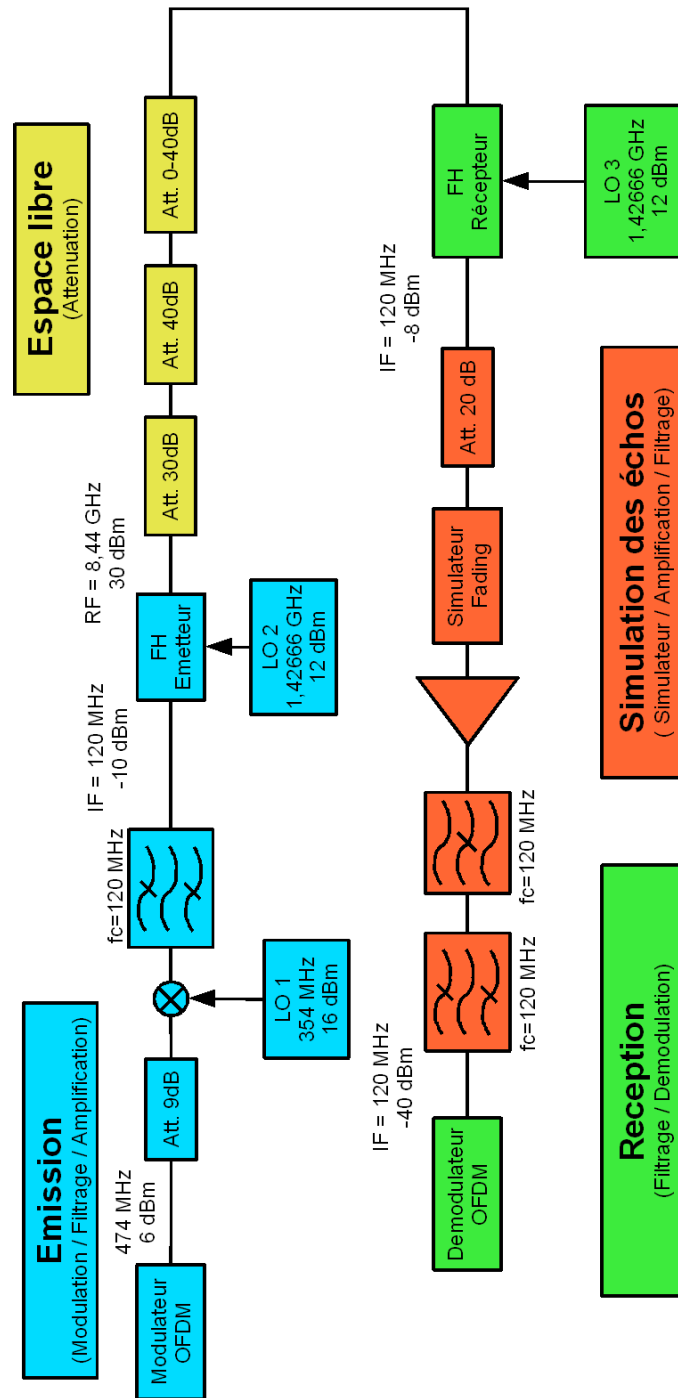 Emission
(Modulation / Filtrage / Amplification)
Espace libre
(Attenuation)
Modulateur
OFDM
474 MHz
6 dBm
Att. 9dB
LO 1
354 MHz
16 dBm
fc=120 MHz
IF = 120 MHz
-10 dBm
FH
Emetteur
LO 2
1,42666 GHz
12 dBm
RF = 8,44 GHz
30 dBm
Att. 30dB
Att. 40dB
Att. 0-40dB
FH
Récepteur
LO 3
1,42666 GHz
12 dBm
IF = 120 MHz
-8 dBm
Att. 20 dB
Simulateur
Fading
fc=120 MHz
fc=120 MHz
IF = 120 MHz
-40 dBm
Demodulateur
OFDM
Reception
(Filtrage / Demodulation)
Simulation des échos
( Simulateur / Amplification / Filtrage)